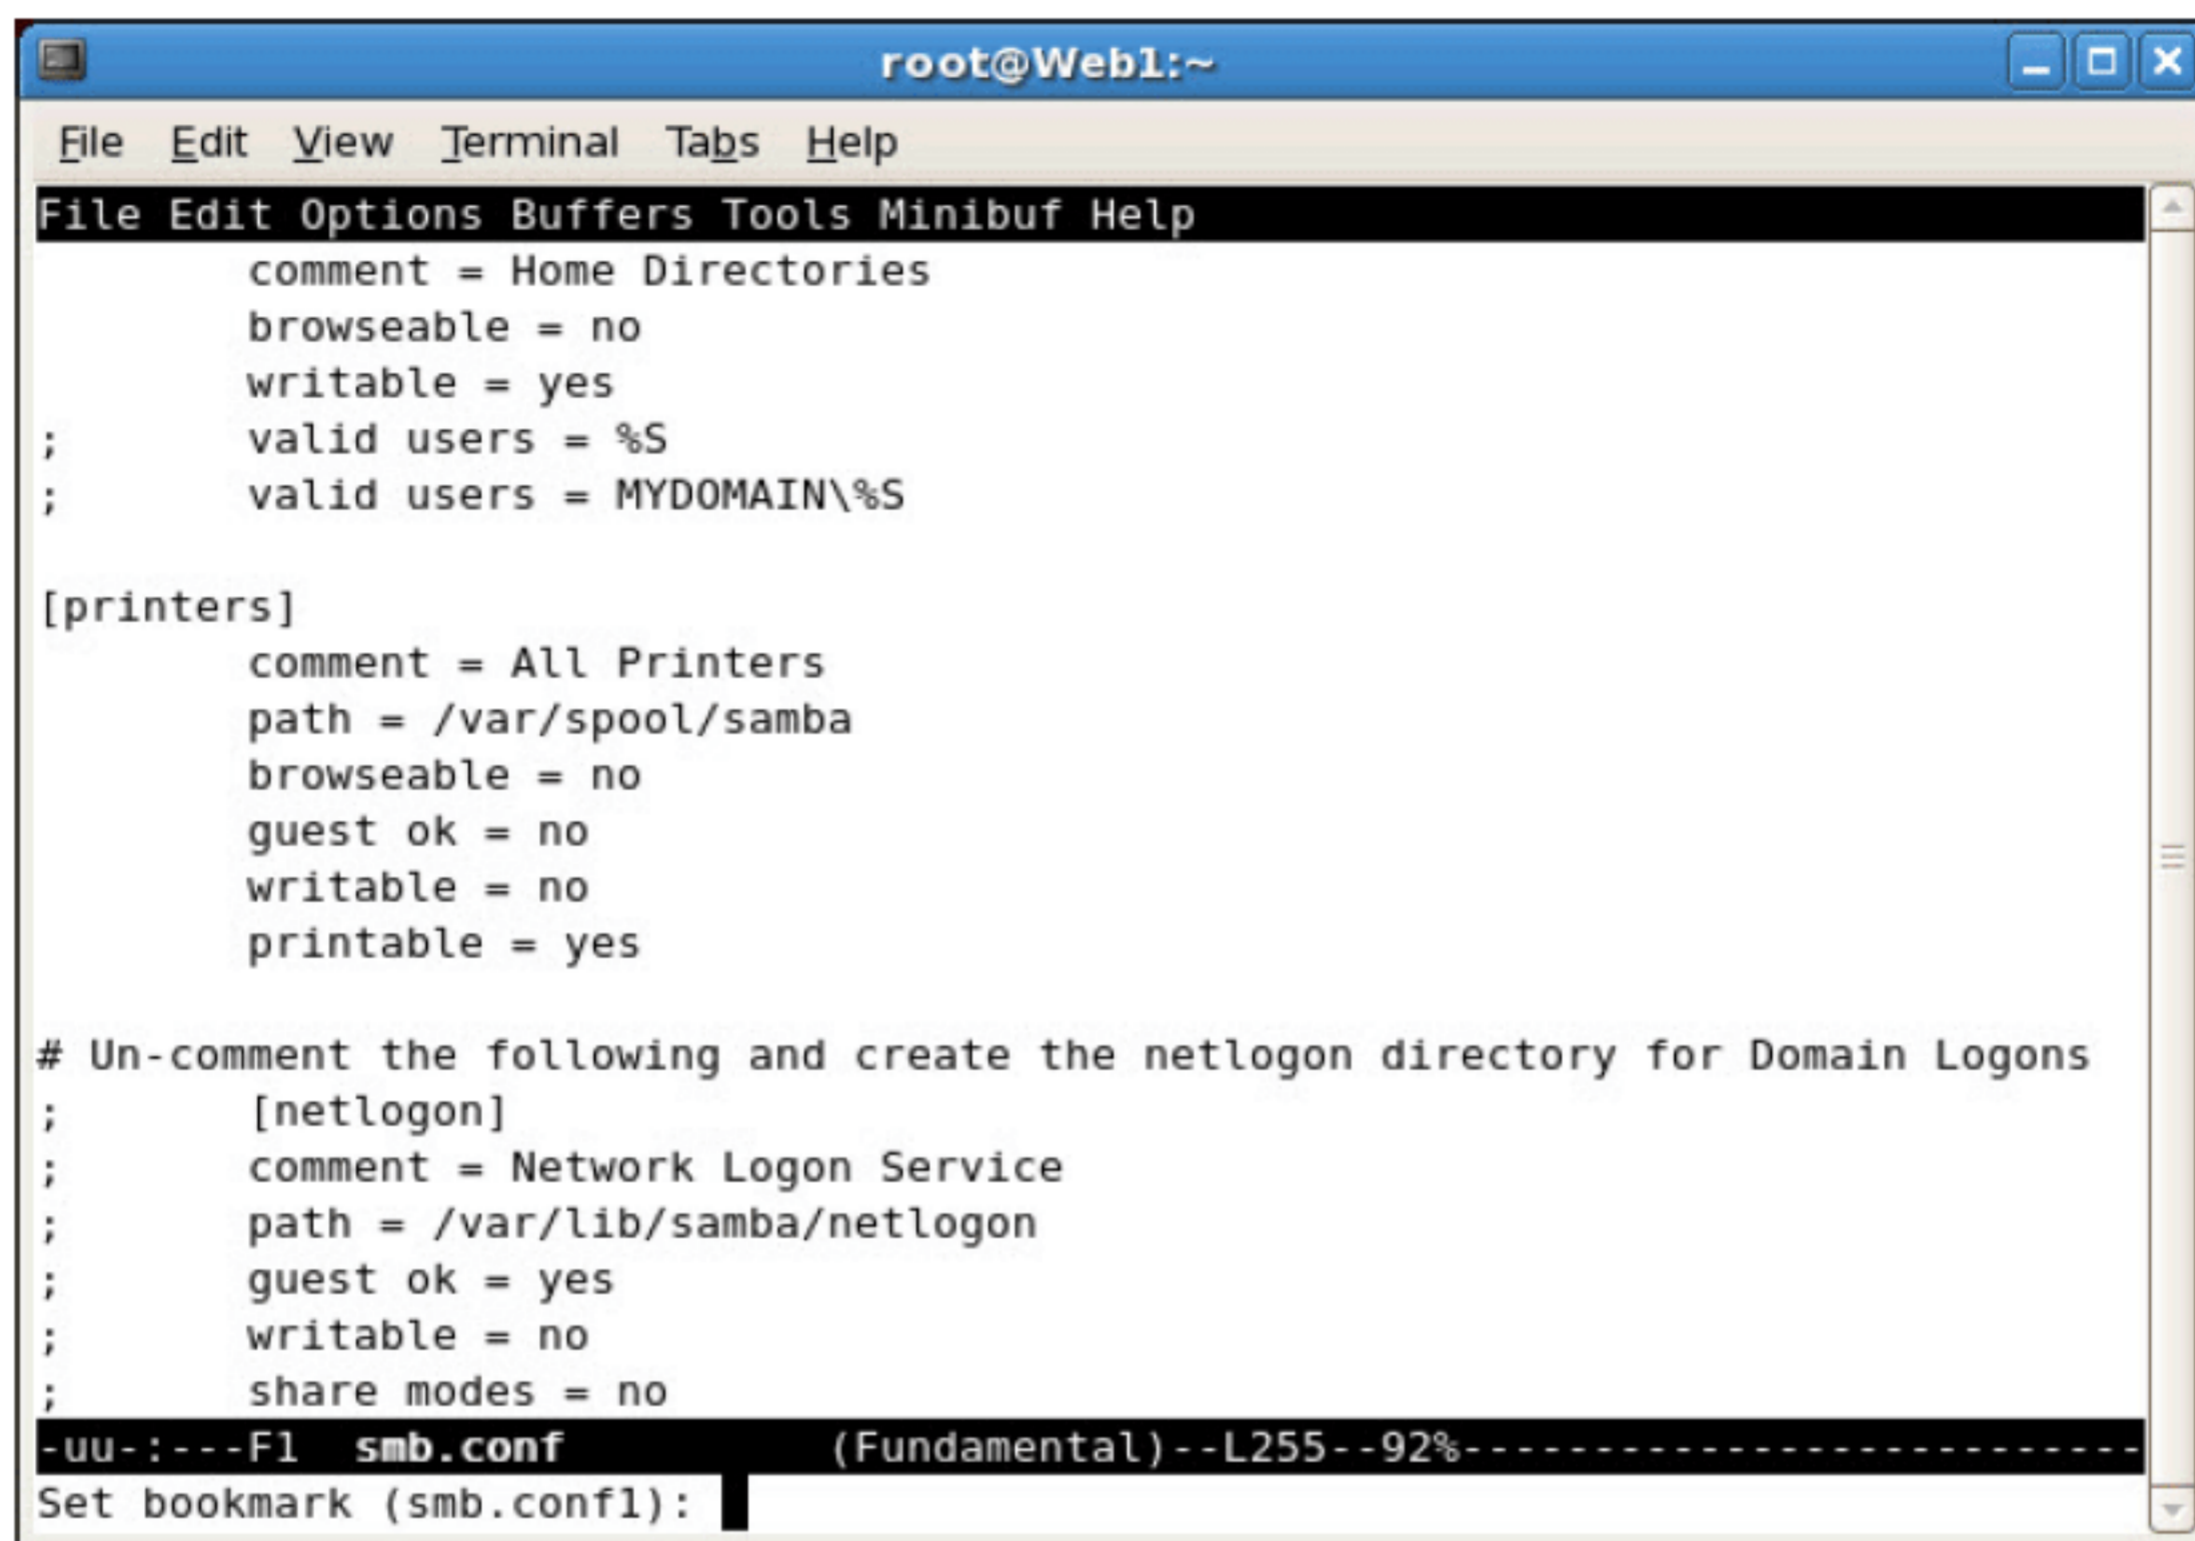 root@Web1:~
File Edit View Terminal Tabs Help
File Edit Options Buffers Tools Minibuf Help
        comment = Home Directories
        browseable = no
        writable = yes
;       valid users = %S
;       valid users = MYDOMAIN\%S

[printers]
        comment = All Printers
        path = /var/spool/samba
        browseable = no
        guest ok = no
        writable = no
        printable = yes

# Un-comment the following and create the netlogon directory for Domain Logons
;       [netlogon]
;       comment = Network Logon Service
;       path = /var/lib/samba/netlogon
;       guest ok = yes
;       writable = no
;       share modes = no
-uu-:---F1  smb.conf          (Fundamental)--L255--92%--------------------------
Set bookmark (smb.conf1):